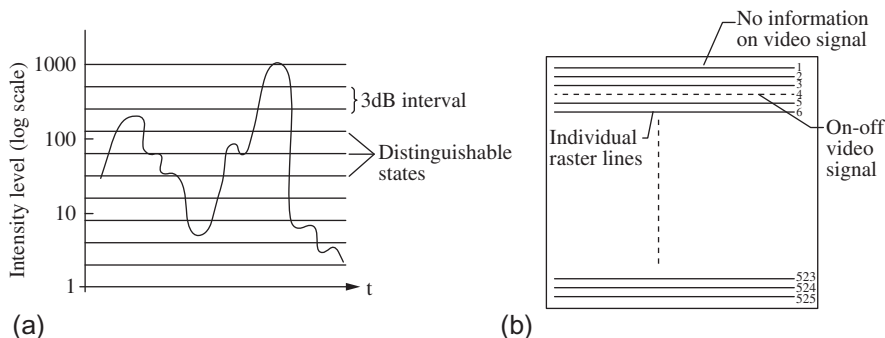 Intensity level (log scale)
1000
100
10
1
3dB interval
Distinguishable
states
t
(a)
No information
on video signal
1
2
3
4
5
6
Individual
raster lines
On-off
video
signal
523
524
525
(b)